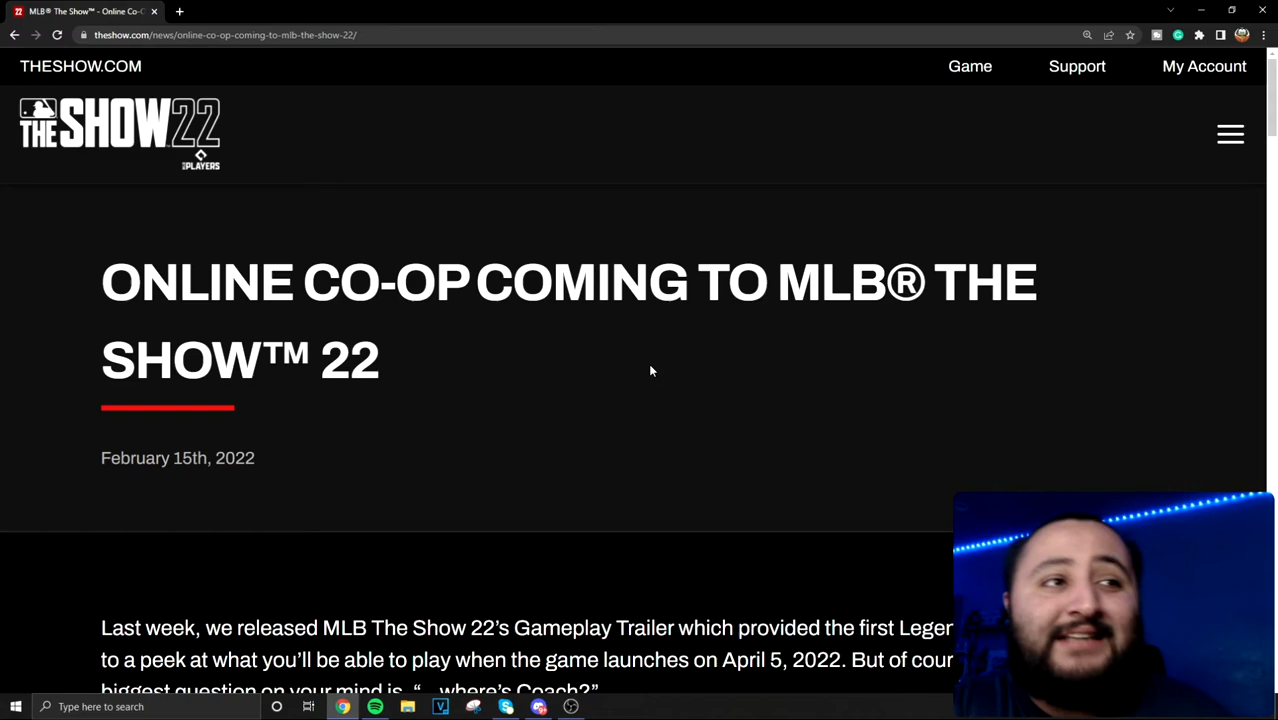 MLB® The Show™ - Online Co-O
theshow.com/news/online-co-op-coming-to-mlb-the-show-22/
THESHOW.COM
Game
Support
My Account
THE SHOW 22
PLAYERS
ONLINE CO-OP COMING TO MLB® THE
SHOW™ 22
February 15th, 2022
Last week, we released MLB The Show 22’s Gameplay Trailer which provided the first Legen
to a peek at what you’ll be able to play when the game launches on April 5, 2022. But of cour
biggest question on your mind is, “…where’s Coach?”
Type here to search